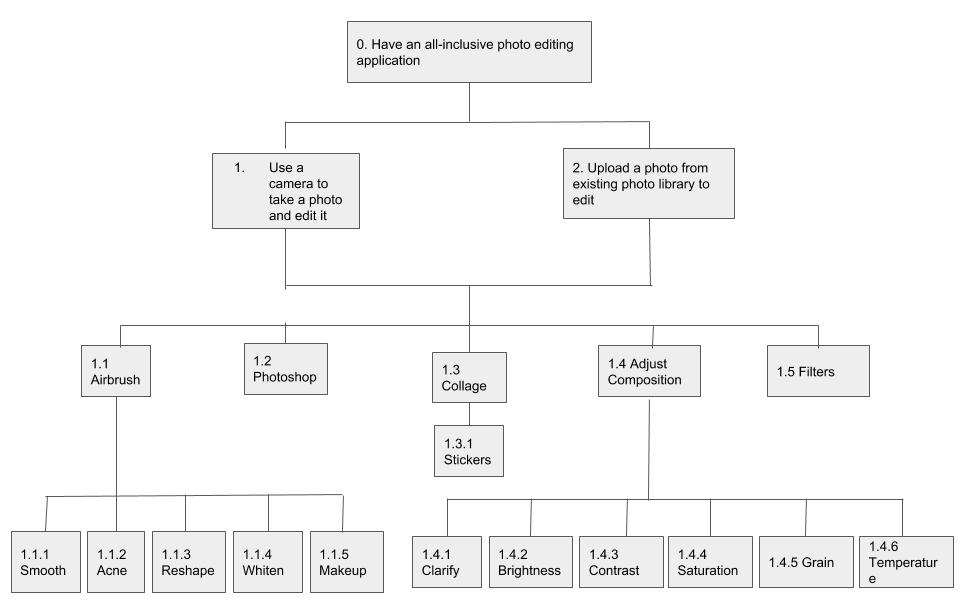 0. Have an all-inclusive photo editing
application
1. Use a
camera to
take a photo
and edit it
2. Upload a photo from
existing photo library to
edit
1.1
Airbrush
1.2
Photoshop
1.3
Collage
1.4 Adjust
Composition
1.5 Filters
1.3.1
Stickers
1.1.1
Smooth
1.1.2
Acne
1.1.3
Reshape
1.1.4
Whiten
1.1.5
Makeup
1.4.1
Clarify
1.4.2
Brightness
1.4.3
Contrast
1.4.4
Saturation
1.4.5 Grain
1.4.6
Temperatur
e